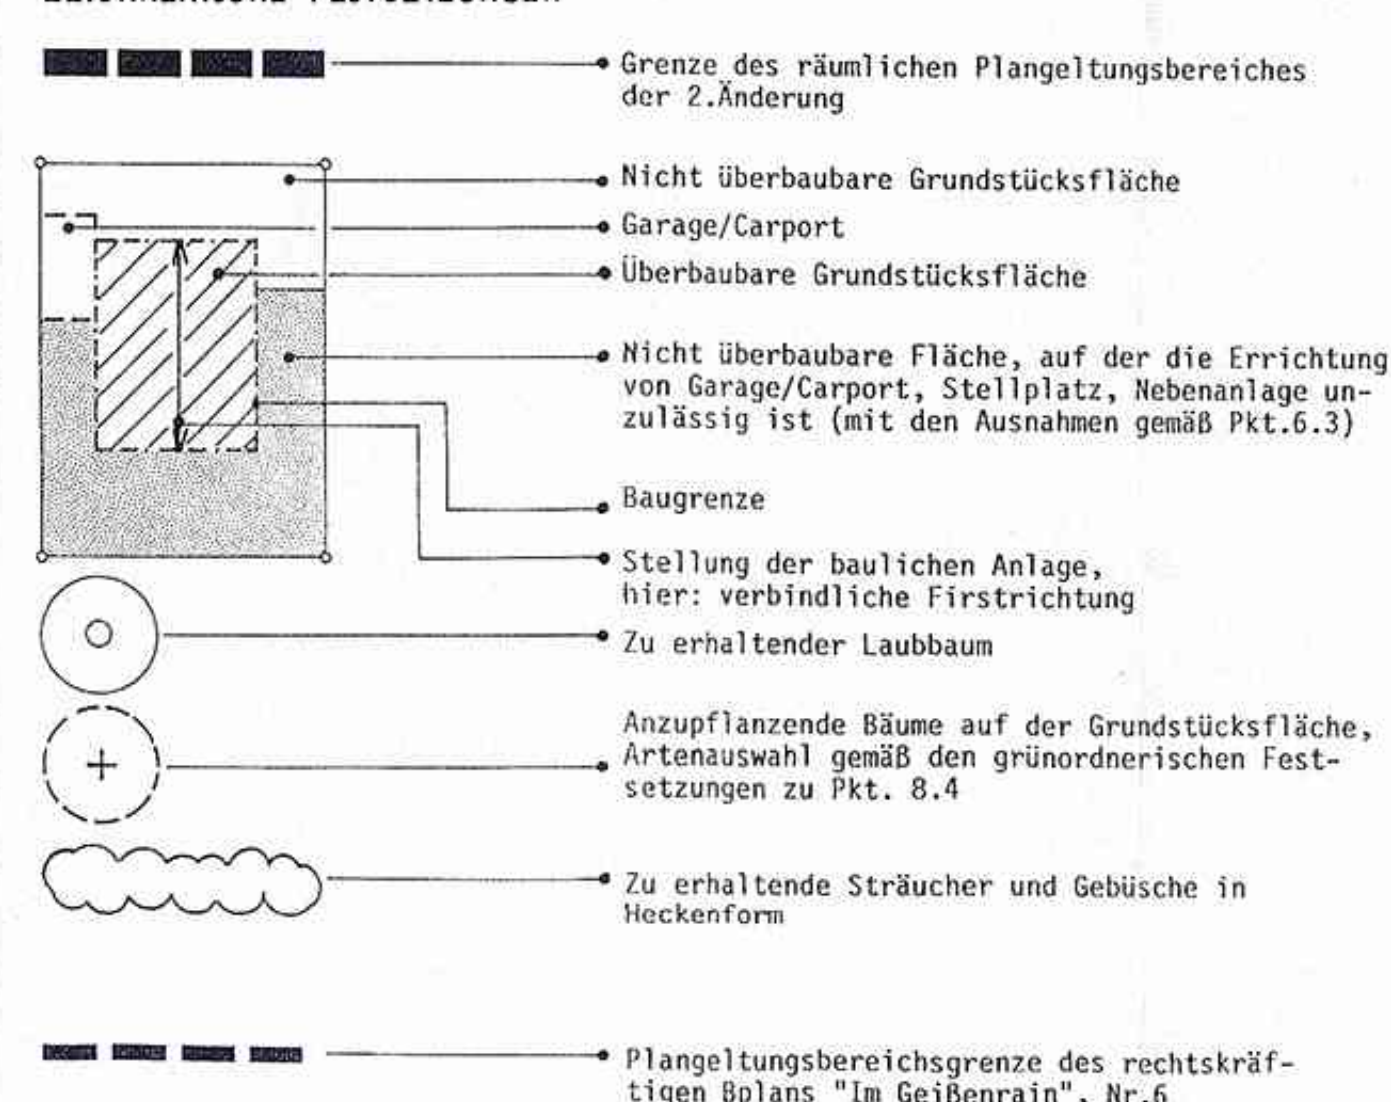 Grenze des räumlichen Plangeltungsbereiches
der 2.Änderung
Nicht überbaubare Grundstücksfläche
Garage/Carport
Überbaubare Grundstücksfläche
Nicht überbaubare Fläche, auf der die Errichtung
von Garage/Carport, Stellplatz, Nebenanlage un-
zulässig ist (mit den Ausnahmen gemäß Pkt.6.3)
Baugrenze
Stellung der baulichen Anlage,
hier: verbindliche Firstrichtung
Zu erhaltender Laubbaum
Anzupflanzende Bäume auf der Grundstücksfläche,
Artenauswahl gemäß den grünordnerischen Fest-
setzungen zu Pkt. 8.4
Zu erhaltende Sträucher und Gebüsche in
Heckenform
Plangeltungsbereichsgrenze des rechtskräf-
tigen Bplans "Im Geißenrain", Nr.6